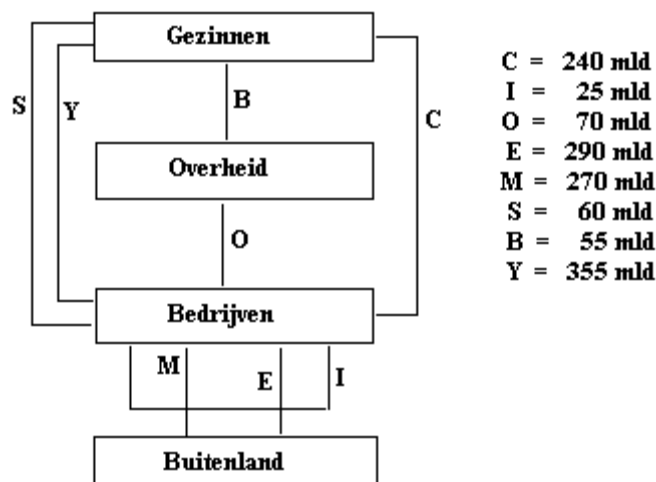 Gezinnen
S
Y
B
C
Overheid
O
Bedrijven
M
E
I
Buitenland
C = 240 mld
I = 25 mld
O = 70 mld
E = 290 mld
M = 270 mld
S = 60 mld
B = 55 mld
Y = 355 mld